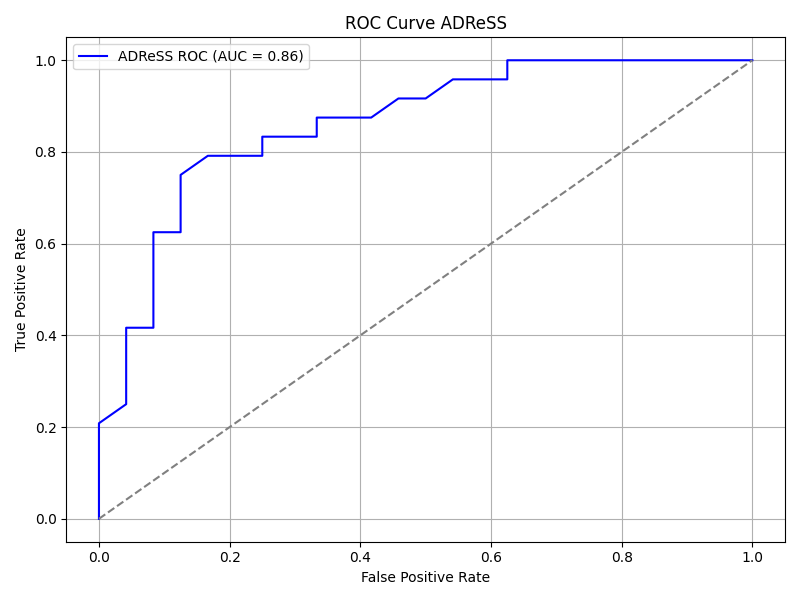 ROC Curve ADReSS
ADReSS ROC (AUC = 0.86)
True Positive Rate
1.0
0.8
0.6
0.4
0.2
0.0
0.0 0.2 0.4 0.6 0.8 1.0
False Positive Rate